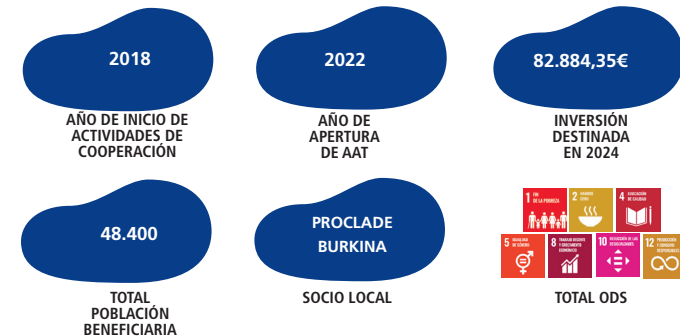 2018
AÑO DE INICIO DE
ACTIVIDADES DE
COOPERACIÓN
2022
AÑO DE
APERTURA
DE AAT
82.884,35€
INVERSIÓN
DESTINADA
EN 2024
48.400
TOTAL
POBLACIÓN
BENEFICIARIA
PROCLADE
BURKINA
SOCIO LOCAL
1 FIN
DE LA POBREZA
2 HAMBRE
CERO
4 EDUCACIÓN
DE CALIDAD
5 IGUALDAD
DE GÉNERO
8 TRABAJO DECENTE
Y CRECIMIENTO
ECONÓMICO
10 REDUCCIÓN DE LAS
DESIGUALDADES
12 PRODUCCIÓN
Y CONSUMO
RESPONSABLES
TOTAL ODS